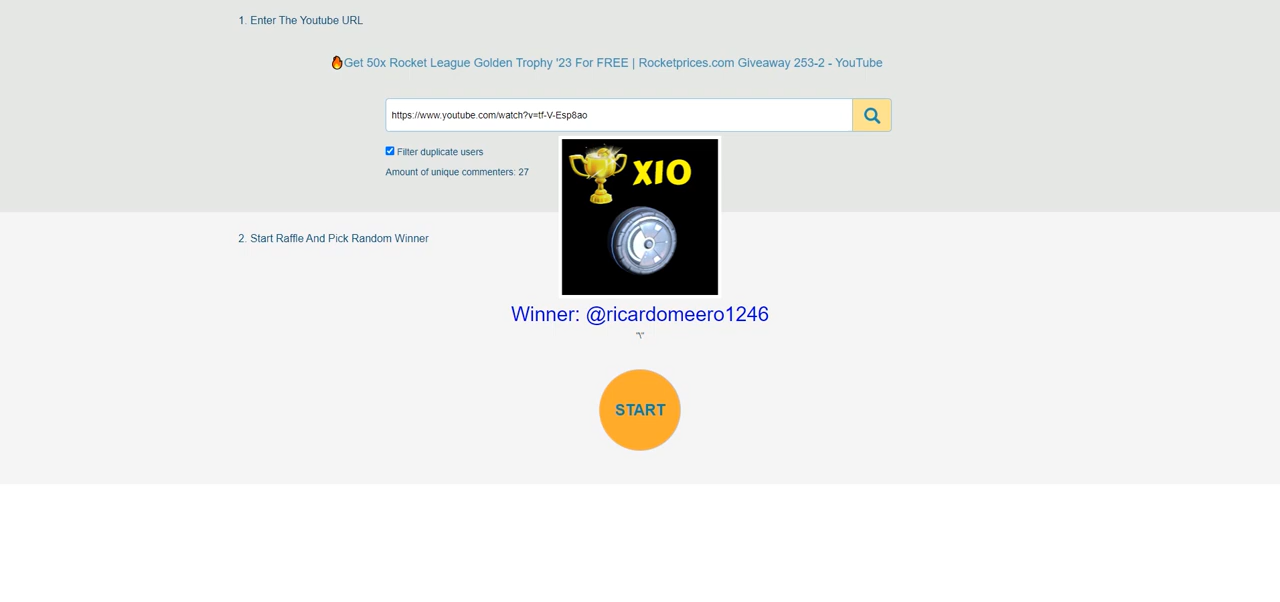 1. Enter The Youtube URL
🔥Get 50x Rocket League Golden Trophy '23 For FREE | Rocketprices.com Giveaway 253-2 - YouTube
https://www.youtube.com/watch?v=tf-V-Esp8ao
Filter duplicate users
Amount of unique commenters: 27
X10
2. Start Raffle And Pick Random Winner
Winner: @ricardomeero1246
START